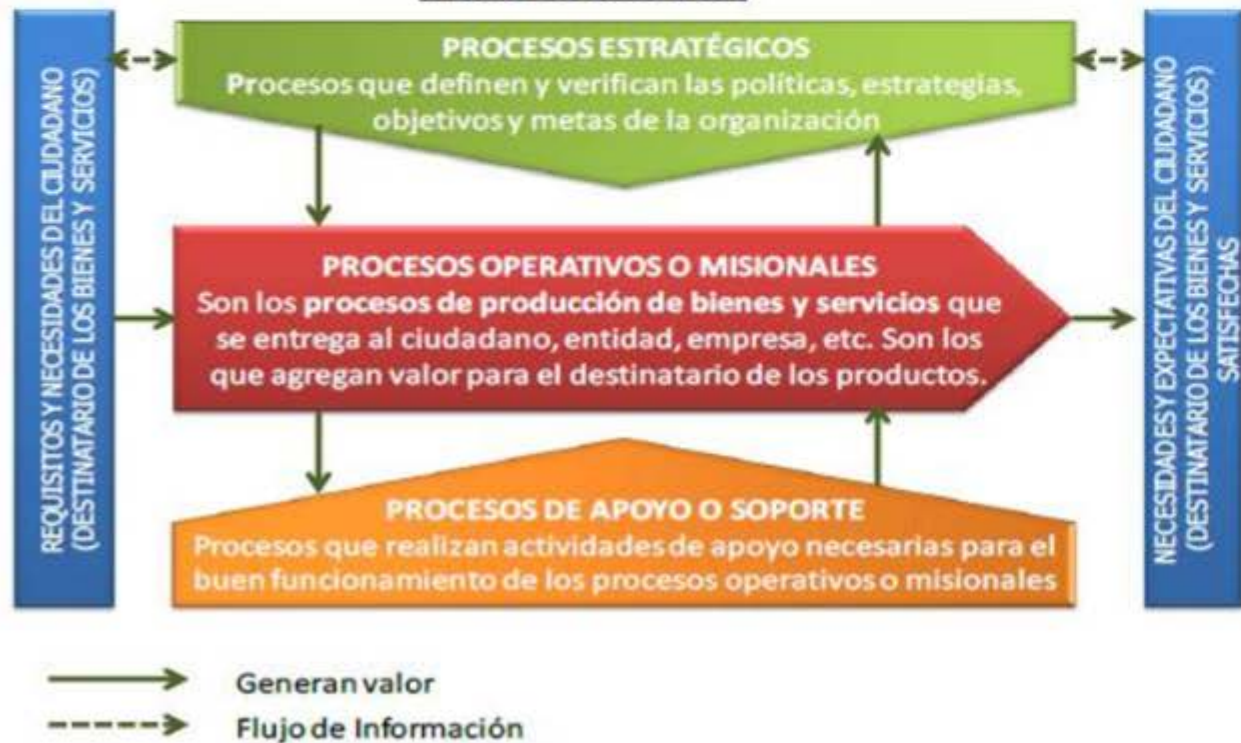 REQUISITOS Y NECESIDADES DEL CIUDADANO
(DESTINATARIO DE LOS BIENES Y SERVICIOS)
PROCESOS ESTRATÉGICOS
Procesos que definen y verifican las políticas, estrategias,
objetivos y metas de la organización
PROCESOS OPERATIVOS O MISIONALES
Son los procesos de producción de bienes y servicios que
se entrega al ciudadano, entidad, empresa, etc. Son los
que agregan valor para el destinatario de los productos.
PROCESOS DE APOYO O SOPORTE
Procesos que realizan actividades de apoyo necesarias para el
buen funcionamiento de los procesos operativos o misionales
NECESIDADES Y EXPECTATIVAS DEL CIUDADANO
(DESTINATARIO DE LOS BIENES Y SERVICIOS)
SATISFECHAS
Generan valor
Flujo de Información